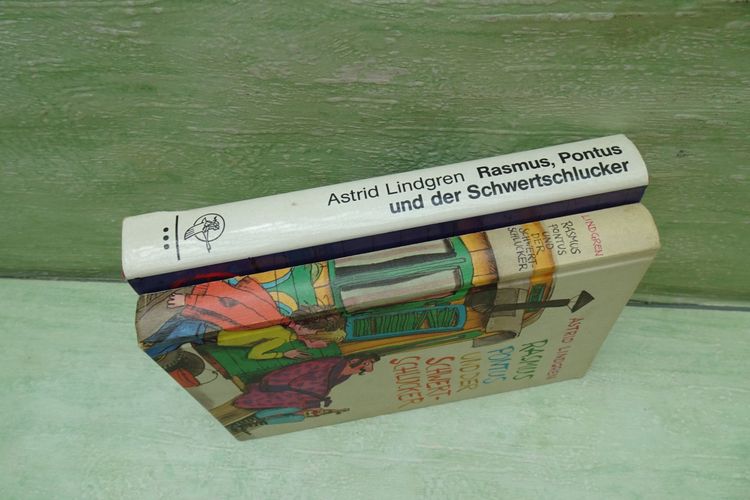 Astrid Lindgren Rasmus, Pontus
und der Schwertschlucker
LINDGREN
RASMUS
PONTUS
UND
DER
SCHWERT-
SCHLUCKER
ASTRID LINDGREN
RASMUS
PONTUS
UND DER
SCHWERT-
SCHLUCKER